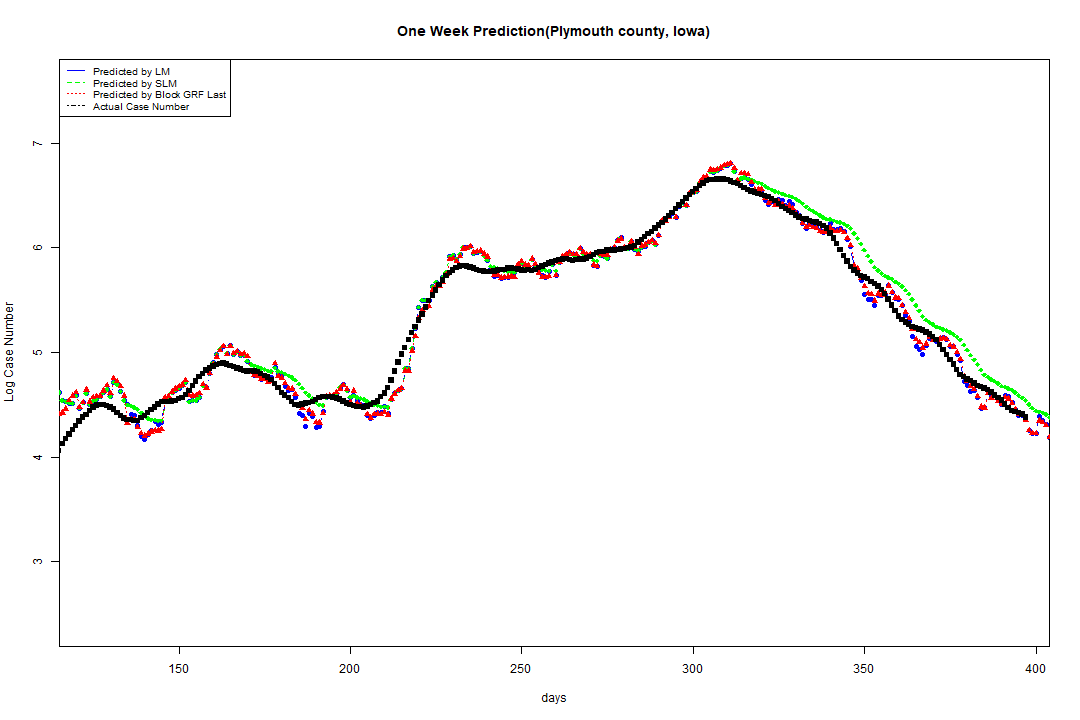 One Week Prediction(Plymouth county, Iowa)
Predicted by LM
Predicted by SLM
Predicted by Block GRF Last
Actual Case Number
7
6
5
4
3
Log Case Number
150 200 250 300 350 400
days